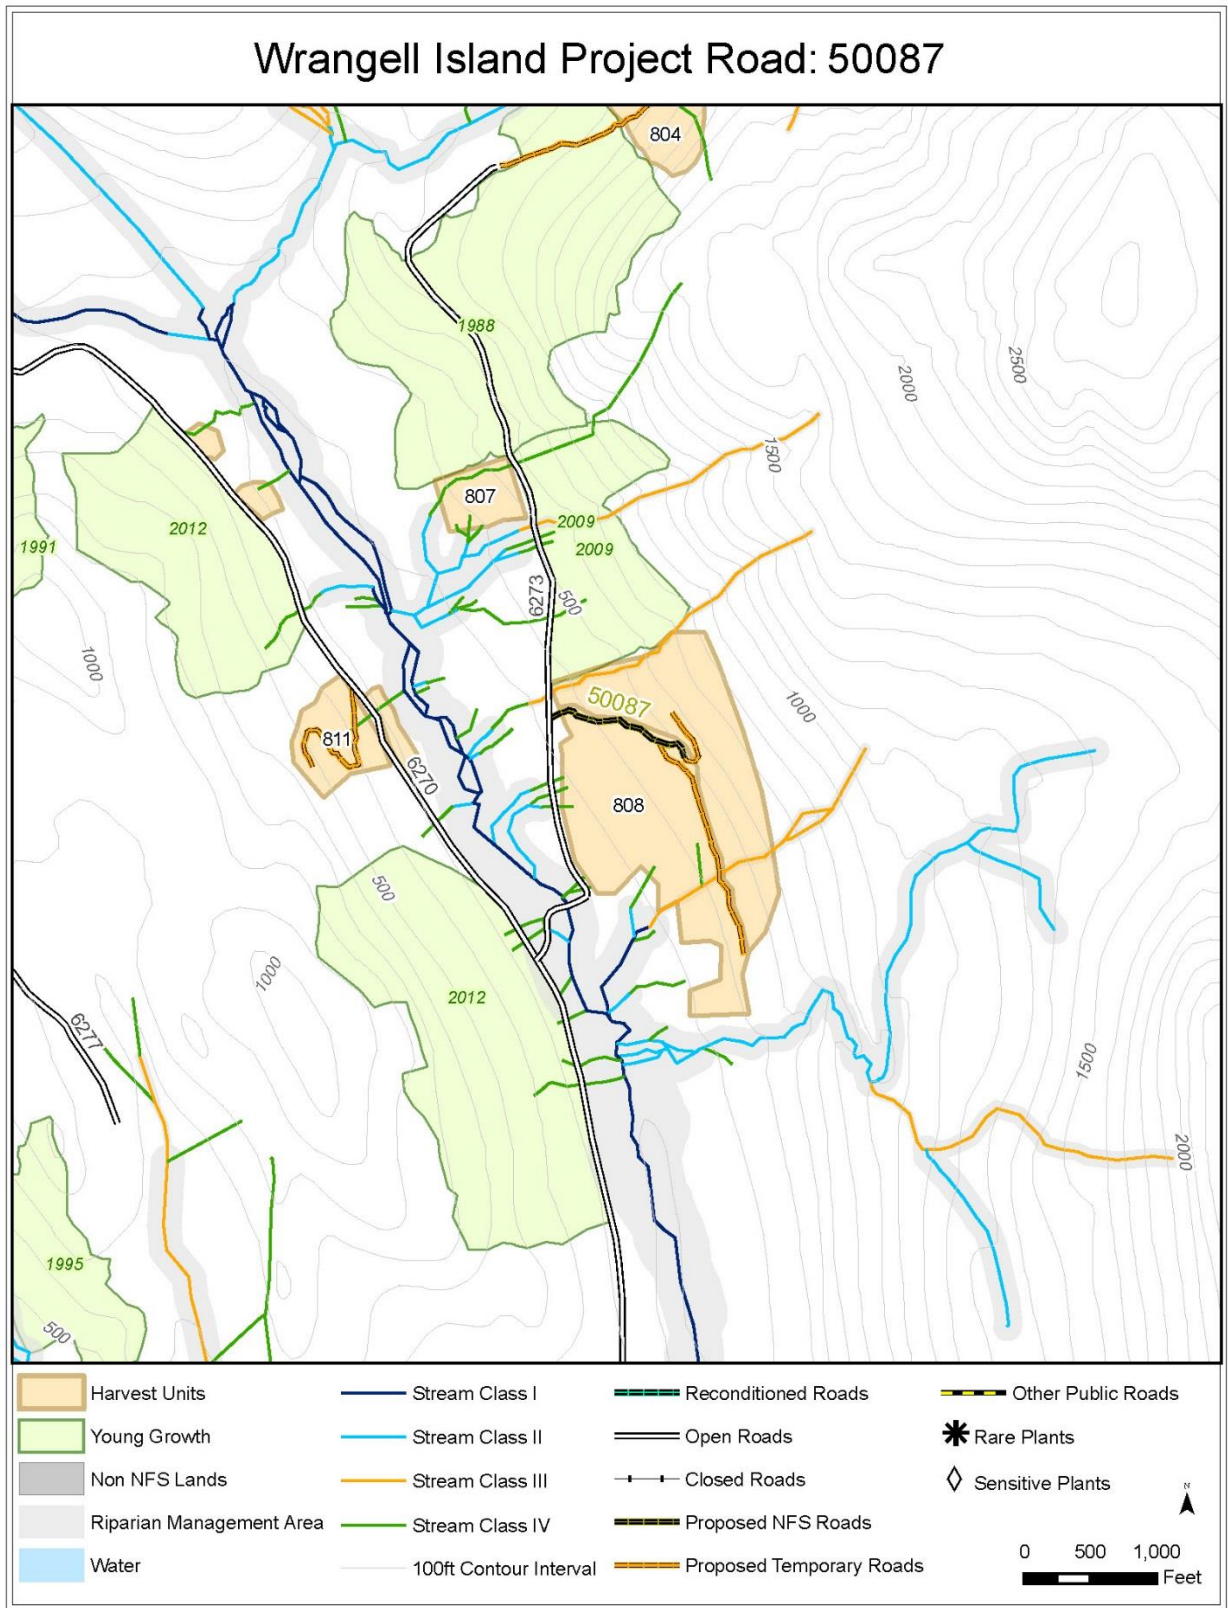 Wrangell Island Project Road: 50087
804
1988
2500
2000
1500
807
2012
1991
2009
2009
6273
500
1000
50087
1000
811
6270
808
500
1000
2012
6277
1500
2000
1995
500
Harvest Units
Young Growth
Non NFS Lands
Riparian Management Area
Water
Stream Class I
Stream Class II
Stream Class III
Stream Class IV
100ft Contour Interval
Reconditioned Roads
Open Roads
Closed Roads
Proposed NFS Roads
Proposed Temporary Roads
Other Public Roads
Rare Plants
Sensitive Plants
N
0 500 1,000
Feet